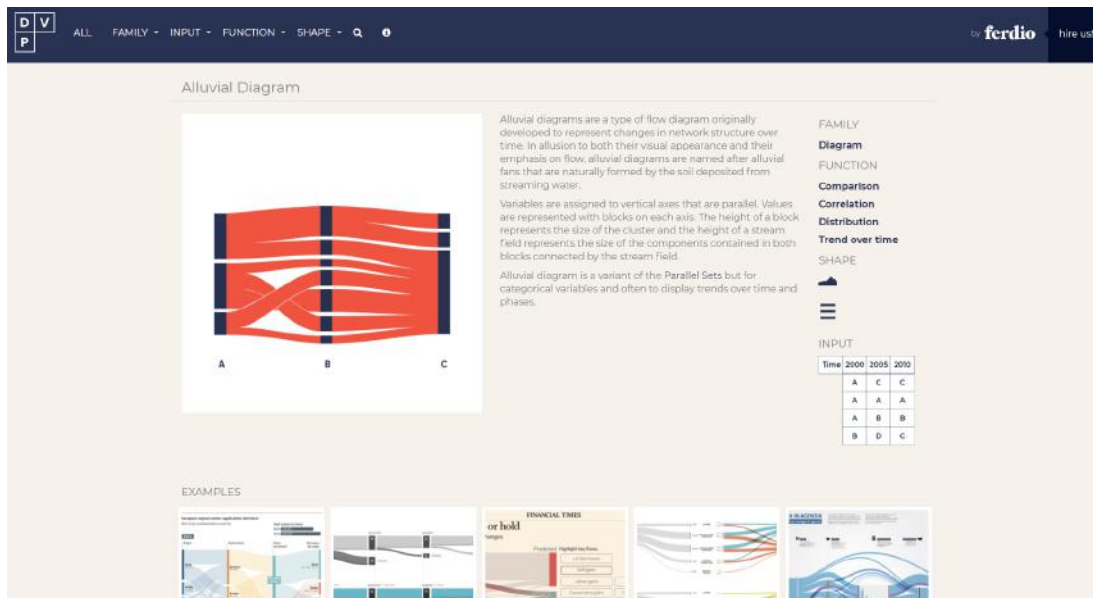 D V
P
ALL FAMILY INPUT FUNCTION SHAPE
by ferdio
hire us!
Alluvial Diagram
A B C
Alluvial diagrams are a type of flow diagram originally
developed to represent changes in network structure over
time. In allusion to both their visual appearance and their
emphasis on flow, alluvial diagrams are named after alluvial
fans that are naturally formed by the soil deposited from
streaming water.
Variables are assigned to vertical axes that are parallel. Values
are represented with blocks on each axis. The height of a block
represents the size of the cluster and the height of a stream
field represents the size of the components contained in both
blocks connected by the stream field.
Alluvial diagram is a variant of the Parallel Sets but for
categorical variables and often to display trends over time and
phases.
FAMILY
Diagram
FUNCTION
Comparison
Correlation
Distribution
Trend over time
SHAPE
INPUT
Time 2000 2005 2010
A C C
A A A
A B B
B D C
EXAMPLES
FINANCIAL TIMES
or hold
Predicted